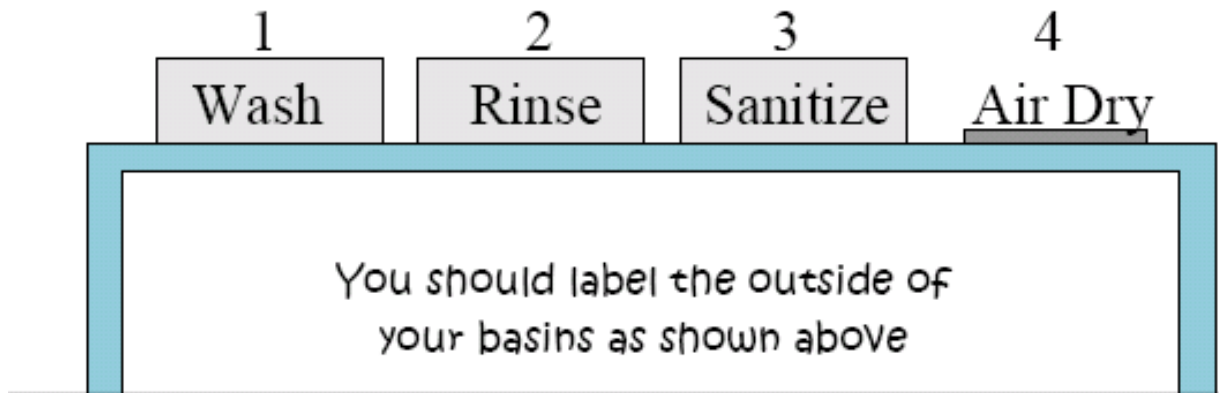 1 2 3 4
Wash Rinse Sanitize Air Dry
You should label the outside of
your basins as shown above